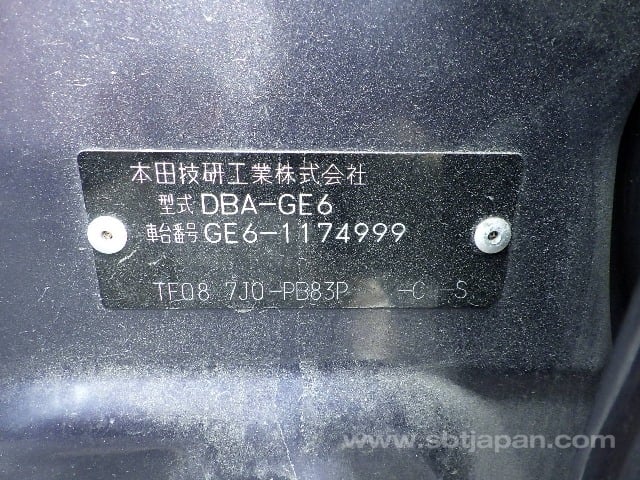 本田技研工業株式会社
型式 DBA-GE6
車台番号 GE6-1174999
TF08 7J0-PB83P -C -S
www.sbtjapan.com